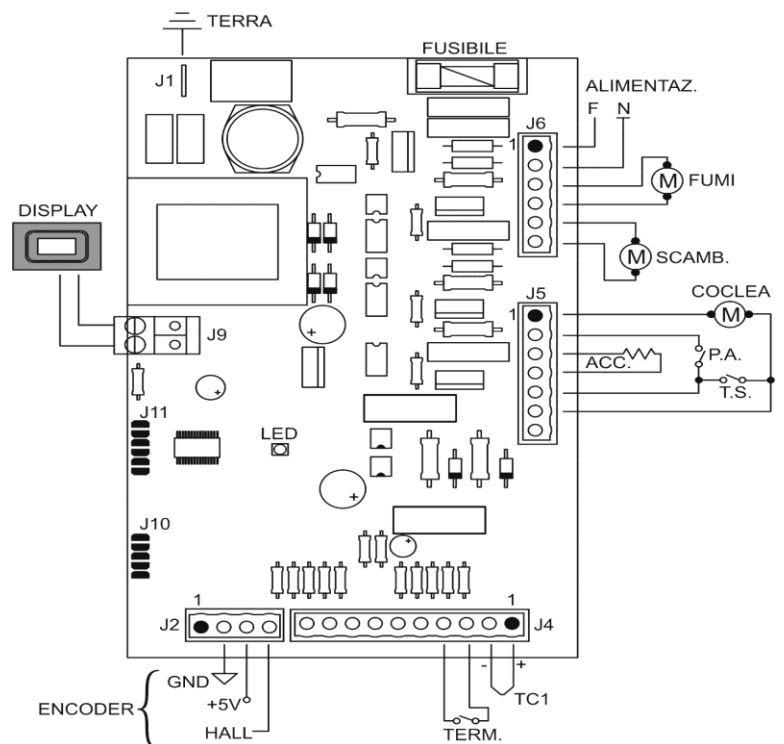 TERRA
FUSIBILE
J1
ALIMENTAZ.
F N
J6
1
M FUMI
DISPLAY
M SCAMB.
COCLEA
J5
1
M
J9
P.A.
ACC.
T.S.
J11
LED
+
+
+
J10
+
1
1
J2
J4
GND
- +
+5V
TC1
ENCODER
HALL
TERM.